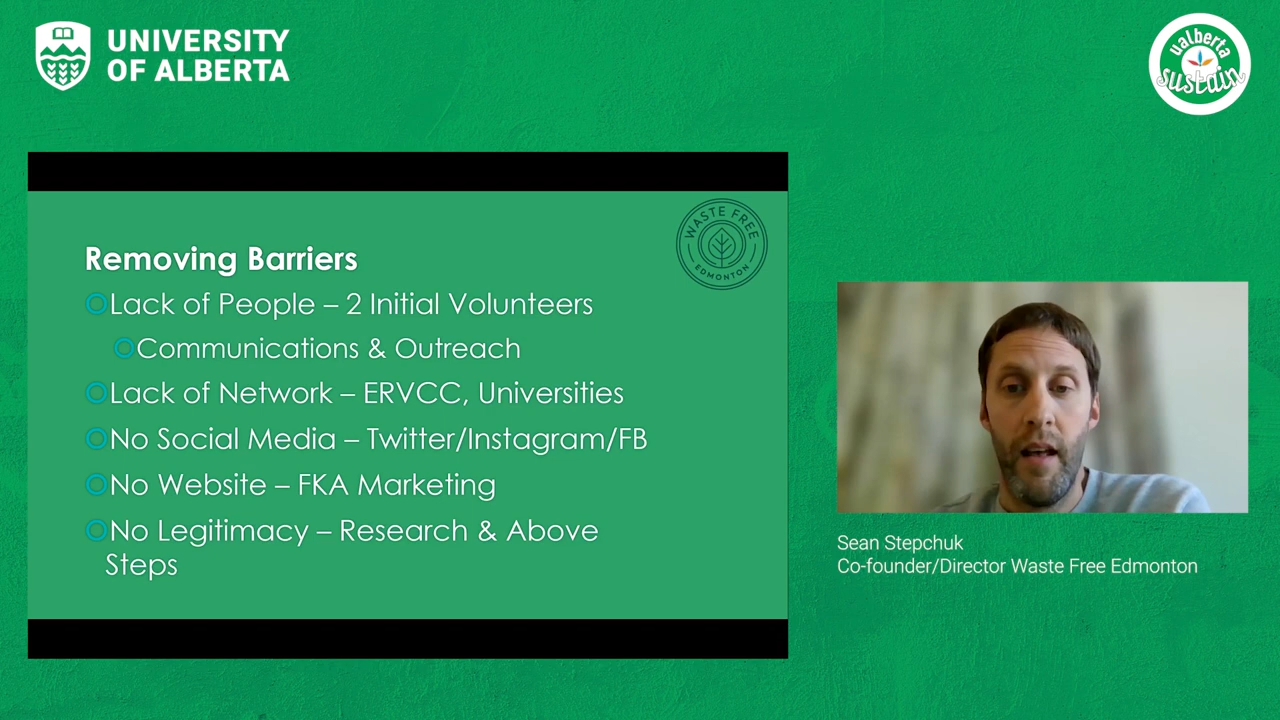 UNIVERSITY
OF ALBERTA
ualberta
sustain
WASTE FREE
EDMONTON
Removing Barriers
Lack of People – 2 Initial Volunteers
Communications & Outreach
Lack of Network – ERVCC, Universities
No Social Media – Twitter/Instagram/FB
No Website – FKA Marketing
No Legitimacy – Research & Above
Steps
Sean Stepchuk
Co-founder/Director Waste Free Edmonton